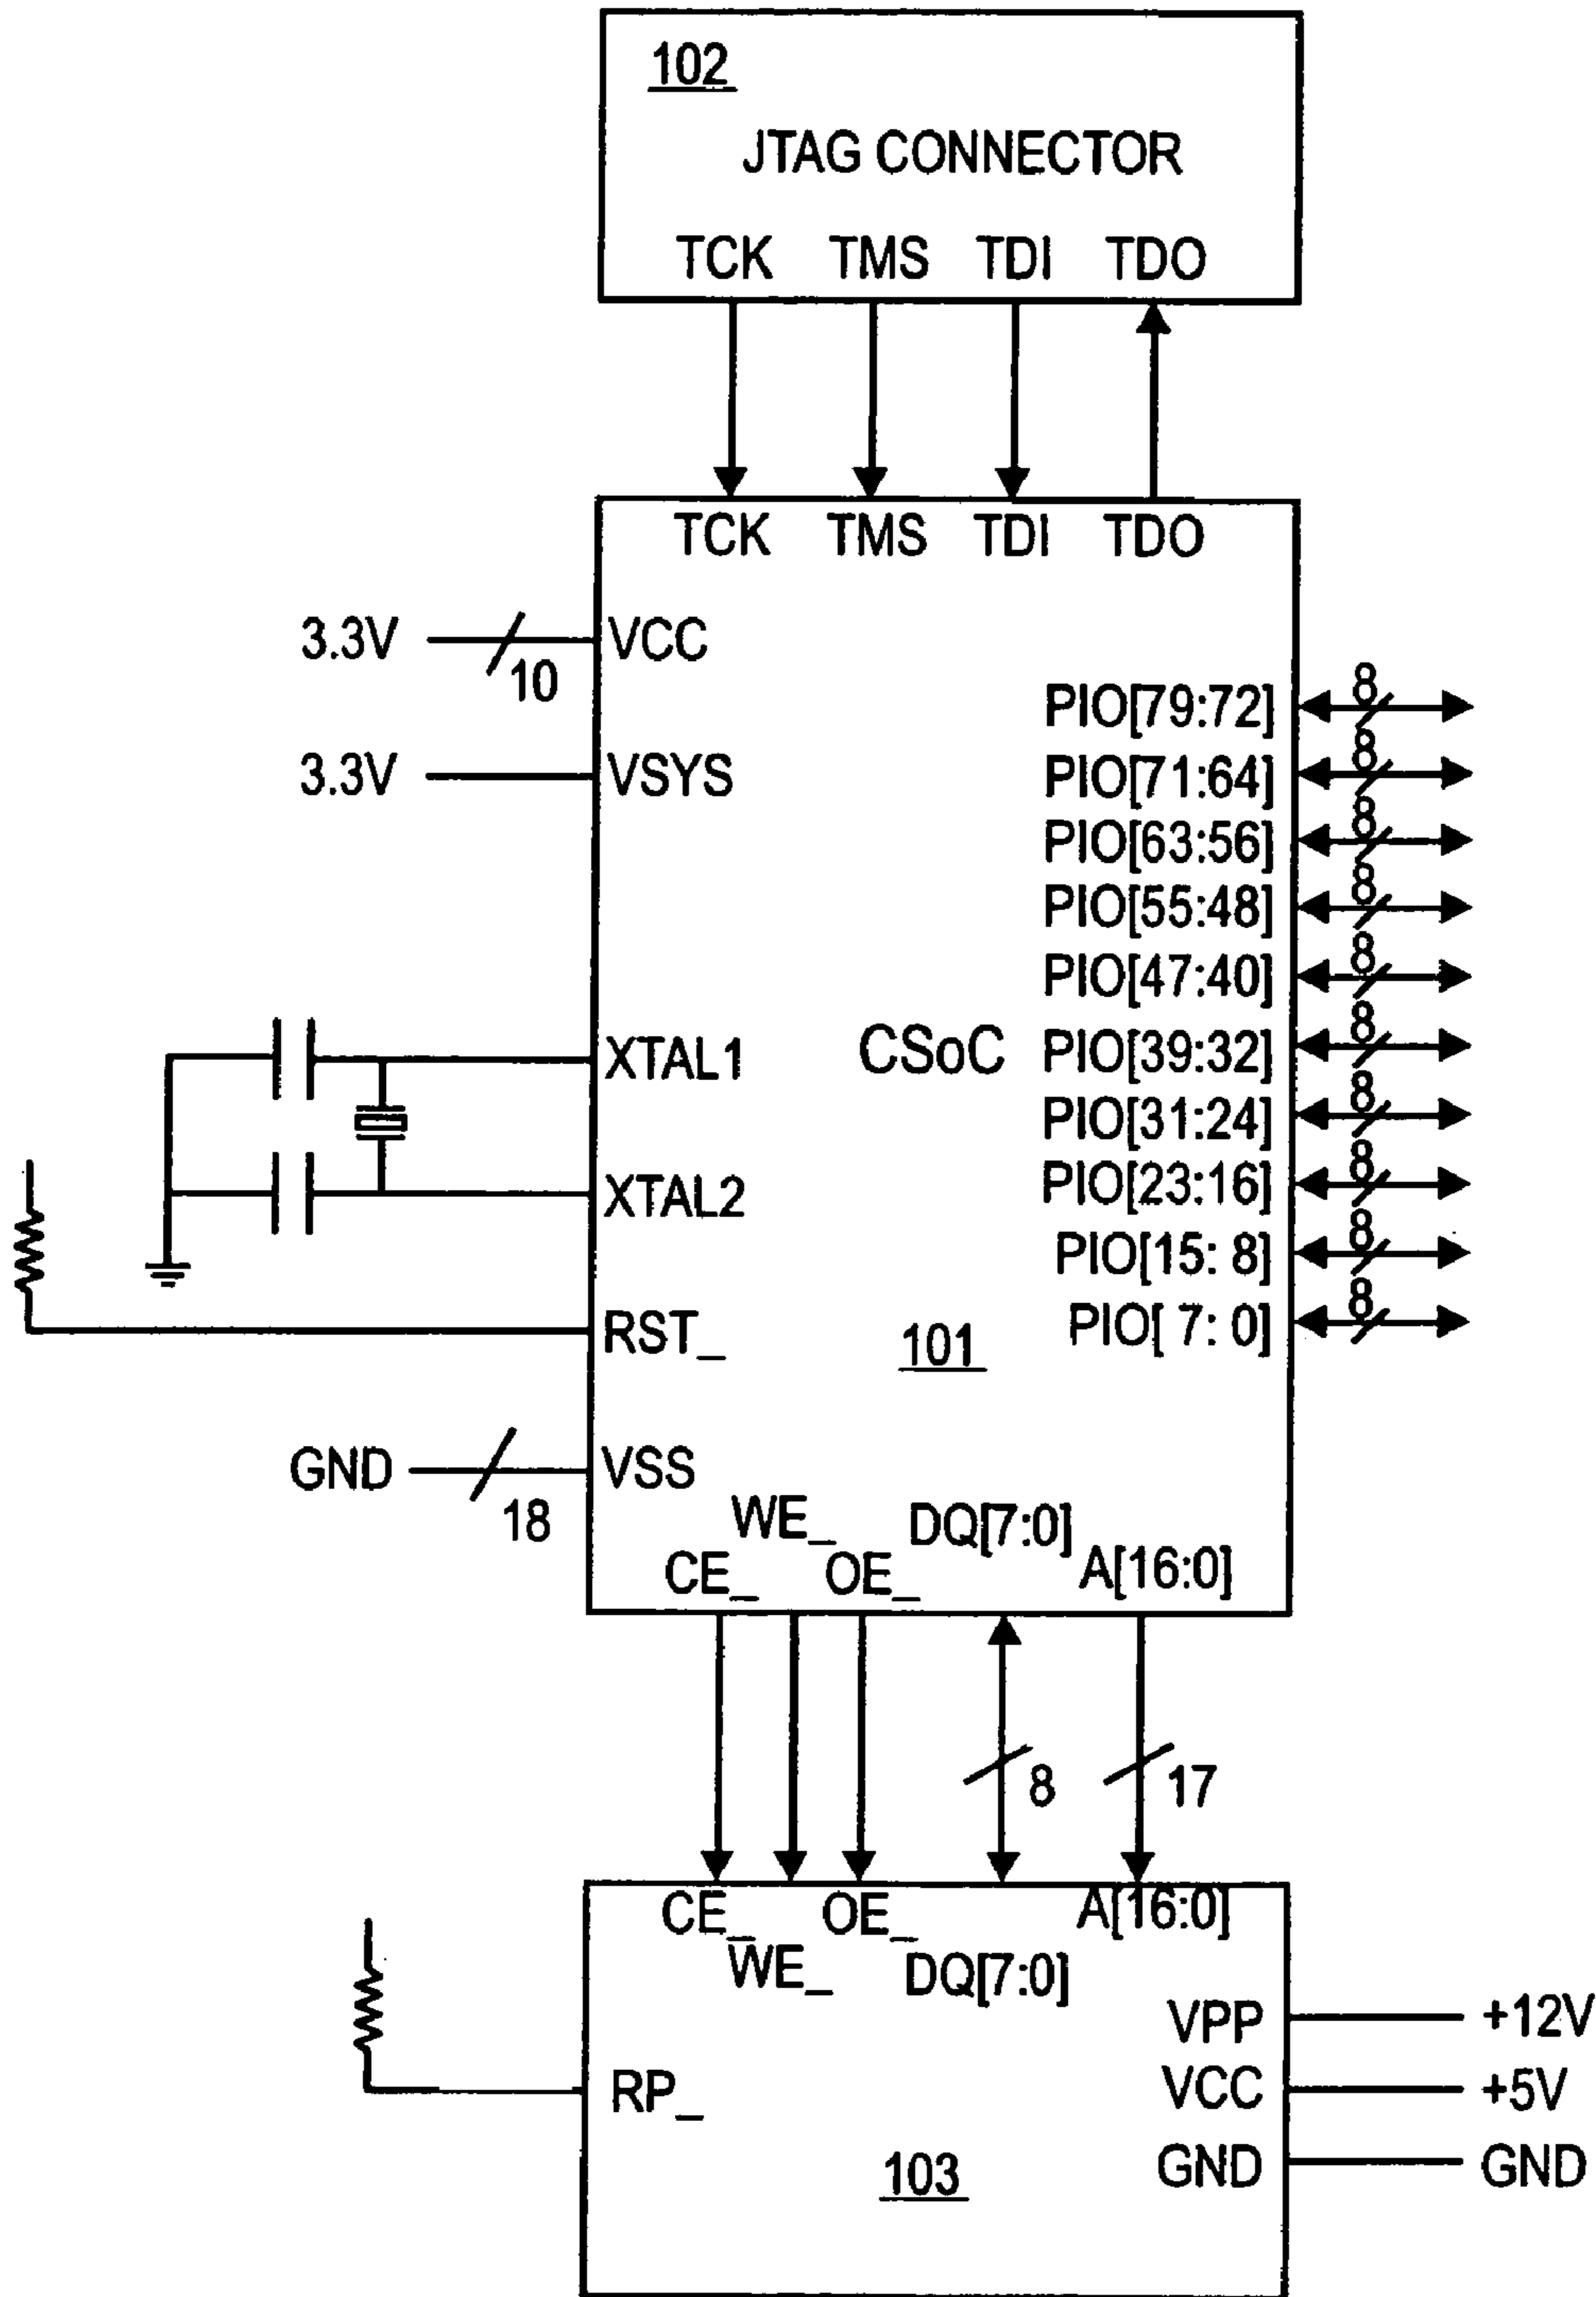 102
JTAG CONNECTOR
TCK TMS TDI TDO
TCK TMS TDI TDO
3.3V VCC
10
PIO[79:72] 8
3.3V VSYS
PIO[71:64] 8
PIO[63:56] 8
PIO[55:48] 8
PIO[47:40] 8
XTAL1 CSoC PIO[39:32] 8
PIO[31:24] 8
XTAL2 PIO[23:16] 8
PIO[15: 8] 8
RST_ 101 PIO[ 7: 0] 8
GND VSS
18
WE_ DQ[7:0]
CE_ OE_ A[16:0]
8 17
CE_ OE_ A[16:0]
WE_ DQ[7:0]
VPP +12V
RP_ VCC +5V
103 GND GND